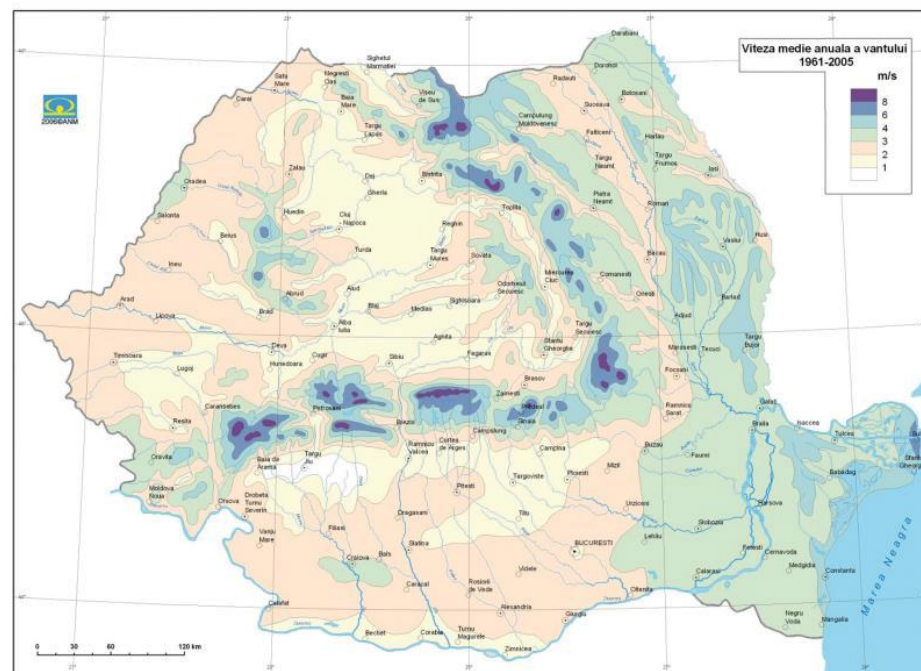 Viteza medie anuala a vantului
1961-2005
m/s
8
6
4
3
2
1
2006©ANM
Darabani
Dorohoi
Sighetul
Marmatiei
Negresti
Oas
Satu
Mare
Viseu
de Sus
Radauti
Botosani
Carei
Baia
Mare
Suceava
Campulung
Moldovenesc
Targu
Lapus
Falticeni
Harlau
Targu
Neamt
Targu
Frumos
Iasi
Zalau
Dej
Bistrita
Gherla
Oradea
Piatra
Neamt
Roman
Toplita
Huedin
Cluj
Napoca
Salonta
Reghin
Beius
Vaslui
Husi
Turda
Targu
Mures
Bacau
Sovata
Ineu
Miercurea
Ciuc
Comanesti
Odorheiul
Secuiesc
Abrud
Aiud
Onesti
Barlad
Arad
Blaj
Medias
Sighisoara
Lipova
Brad
Alba
Iulia
Adjud
Targu
Secuiesc
Agnita
Targu
Bujor
Timisoara
Deva
Sfantu
Gheorghe
Marasesti
Tecuci
Cugir
Sibiu
Fagaras
Lugoj
Hunedoara
Focsani
Brasov
Zarnesti
Caransebes
Petrosani
Predeal
Sinaia
Ramnicu
Sarat
Galati
Resita
Brezoi
Braila
Isaccea
Tulcea
Ramnicu
Valcea
Curtea
de Arges
Campulung
Campina
Buzau
Oravita
Baia de
Arama
Targu
Jiu
Faurei
Babadag
Sfantu
Gheorghe
Mizil
Targoviste
Ploiesti
Moldova
Noua
Pitesti
Orsova
Drobeta
Turnu
Severin
Harsova
Urziceni
Dragasani
Titu
Filiasi
Slobozia
Vanju
Mare
Lehliu
BUCURESTI
Fetesti
Cernavoda
Slatina
Craiova
Bals
Videle
Medgidia
Constanta
Calarasi
Rosiori
de Vede
Caracal
Oltenita
Alexandria
Negru
Voda
Mangalia
Calafat
Giurgiu
Bechet
Corabia
Turnu
Magurele
Zimnicea
Marea Neagra
0 30 60 120 km